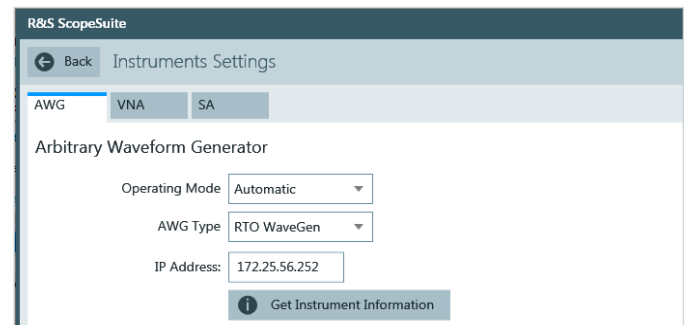 R&S ScopeSuite
Back Instruments Settings
AWG VNA SA
Arbitrary Waveform Generator
Operating Mode Automatic
AWG Type RTO WaveGen
IP Address: 172.25.56.252
Get Instrument Information